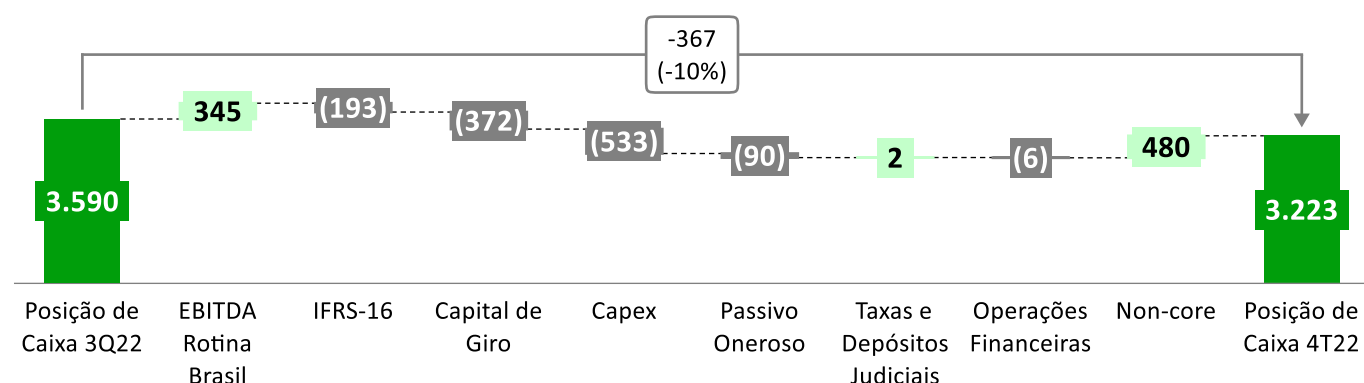 -367
(-10%)
345
(193)
(372)
(533)
(90)
2
(6)
480
3.590
3.223
Posição de
Caixa 3Q22
EBITDA
Rotina
Brasil
IFRS-16
Capital de
Giro
Capex
Passivo
Oneroso
Taxas e
Depósitos
Judiciais
Operações
Financeiras
Non-core
Posição de
Caixa 4T22